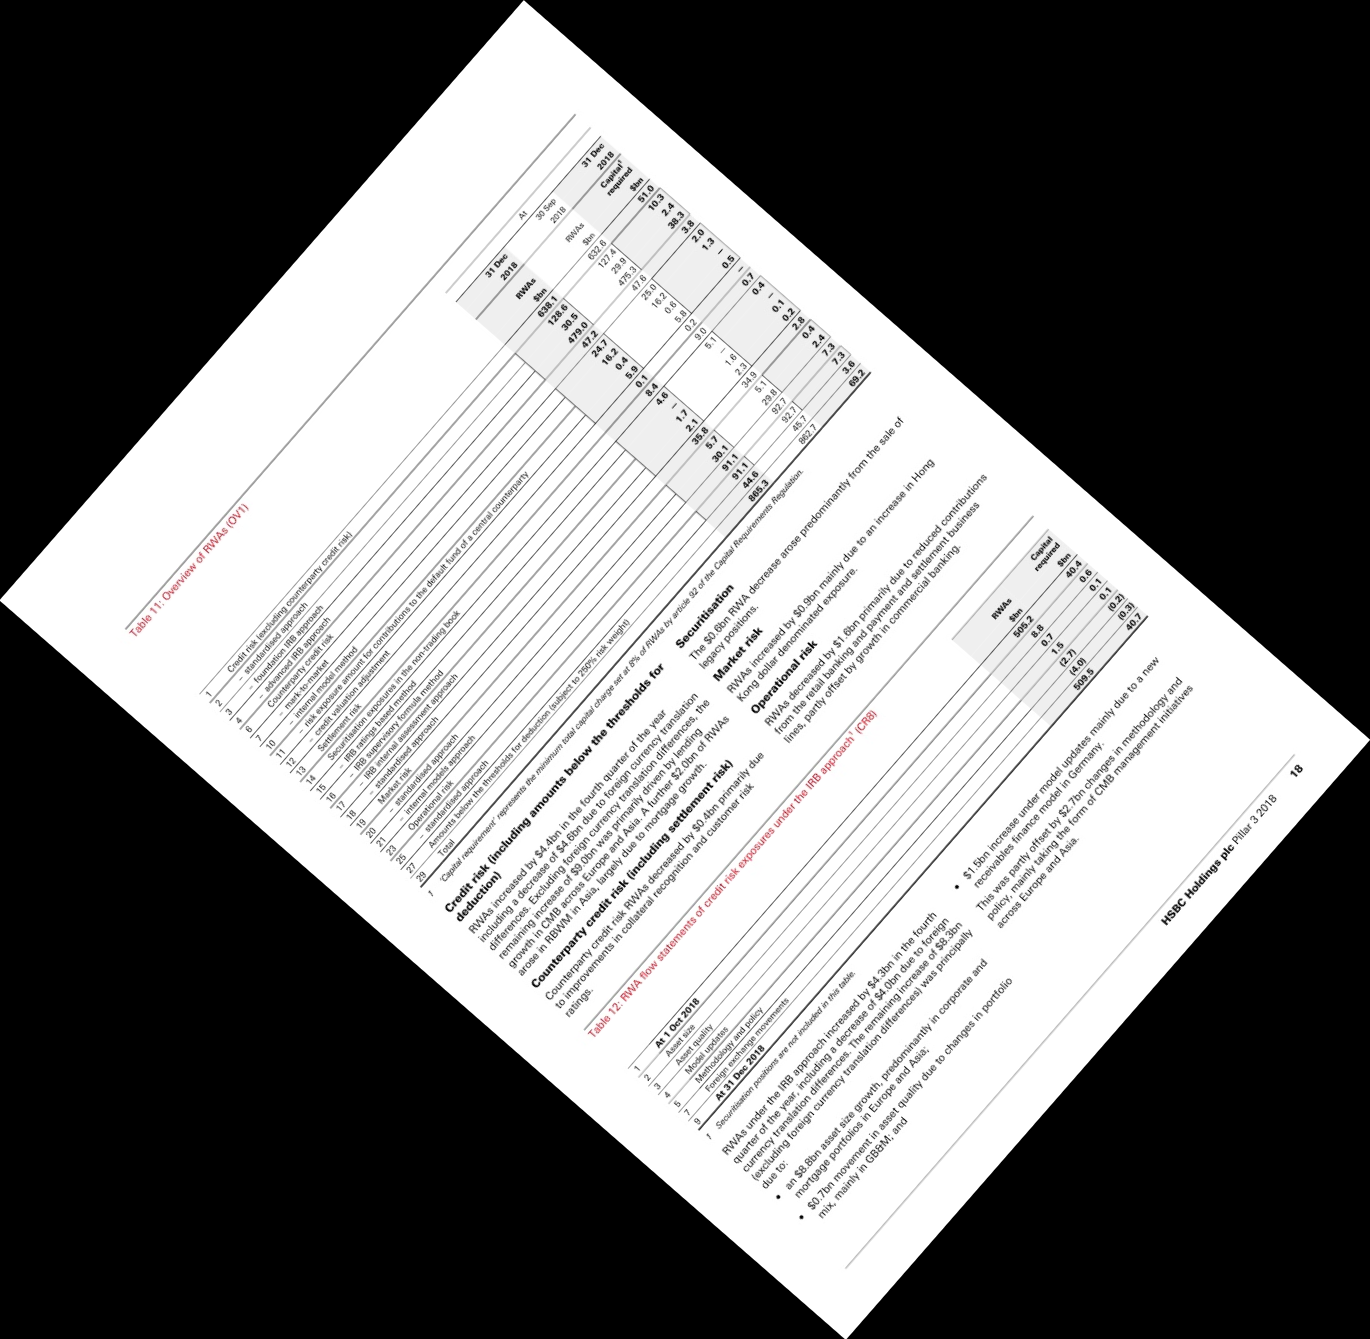 Table 11: Overview of RWAs (OV1)
At
31 Dec 30 Sep 31 Dec
2018 2018 2018
RWAs RWAs Capital¹ required
$bn $bn $bn
1 Credit risk (excluding counterparty credit risk) 638.1 632.6 51.0
2 – standardised approach 128.6 127.4 10.3
3 – foundation IRB approach 30.5 29.9 2.4
4 – advanced IRB approach 479.0 475.3 38.3
6 Counterparty credit risk 47.2 47.6 3.8
7 – mark-to-market 24.7 25.0 2.0
10 – internal model method 16.2 16.2 1.3
11 – risk exposure amount for contributions to the default fund of a central counterparty 0.4 0.6 –
12 – credit valuation adjustment 5.9 5.8 0.5
13 Settlement risk 0.1 0.2 –
14 Securitisation exposures in the non-trading book 8.4 9.0 0.7
15 – IRB ratings based method 4.6 5.1 0.4
16 – IRB supervisory formula method – – –
17 – IRB internal assessment approach 1.7 1.6 0.1
18 – standardised approach 2.1 2.3 0.2
19 Market risk 35.8 34.9 2.8
20 – standardised approach 5.7 5.1 0.4
21 – internal models approach 30.1 29.8 2.4
23 Operational risk 91.1 92.7 7.3
25 – standardised approach 91.1 92.7 7.3
27 Amounts below the thresholds for deduction (subject to 250% risk weight) 44.6 45.7 3.6
29 Total 865.3 862.7 69.2
1 'Capital requirement' represents the minimum total capital charge set at 8% of RWAs by article 92 of the Capital Requirements Regulation.
Credit risk (including amounts below the thresholds for
deduction)
RWAs increased by $4.4bn in the fourth quarter of the year
including a decrease of $4.6bn due to foreign currency translation
differences. Excluding foreign currency translation differences, the
remaining increase of $9.0bn was primarily driven by lending
growth in CMB across Europe and Asia. A further $2.0bn of RWAs
arose in RBWM in Asia, largely due to mortgage growth.
Counterparty credit risk (including settlement risk)
Counterparty credit risk RWAs decreased by $0.4bn primarily due
to improvements in collateral recognition and customer risk
ratings.
Securitisation
The $0.6bn RWA decrease arose predominantly from the sale of
legacy positions.
Market risk
RWAs increased by $0.9bn mainly due to an increase in Hong
Kong dollar denominated exposure.
Operational risk
RWAs decreased by $1.6bn primarily due to reduced contributions
from the retail banking and payment and settlement business
lines, partly offset by growth in commercial banking.
Table 12: RWA flow statements of credit risk exposures under the IRB approach¹ (CR8)
RWAs Capital required
$bn $bn
1 At 1 Oct 2018 505.2 40.4
2 Asset size 8.8 0.6
3 Asset quality 0.7 0.1
4 Model updates 1.5 0.1
5 Methodology and policy (2.7) (0.2)
7 Foreign exchange movements (4.0) (0.3)
9 At 31 Dec 2018 509.5 40.7
1 Securitisation positions are not included in this table.
RWAs under the IRB approach increased by $4.3bn in the fourth
quarter of the year, including a decrease of $4.0bn due to foreign
currency translation differences. The remaining increase of $8.3bn
(excluding foreign currency translation differences) was principally
due to:
• an $8.8bn asset size growth, predominantly in corporate and
mortgage portfolios in Europe and Asia;
• $0.7bn movement in asset quality due to changes in portfolio
mix, mainly in GB&M; and
• $1.5bn increase under model updates mainly due to a new
receivables finance model in Germany.
This was partly offset by $2.7bn changes in methodology and
policy, mainly taking the form of CMB management initiatives
across Europe and Asia.
HSBC Holdings plc Pillar 3 2018 18